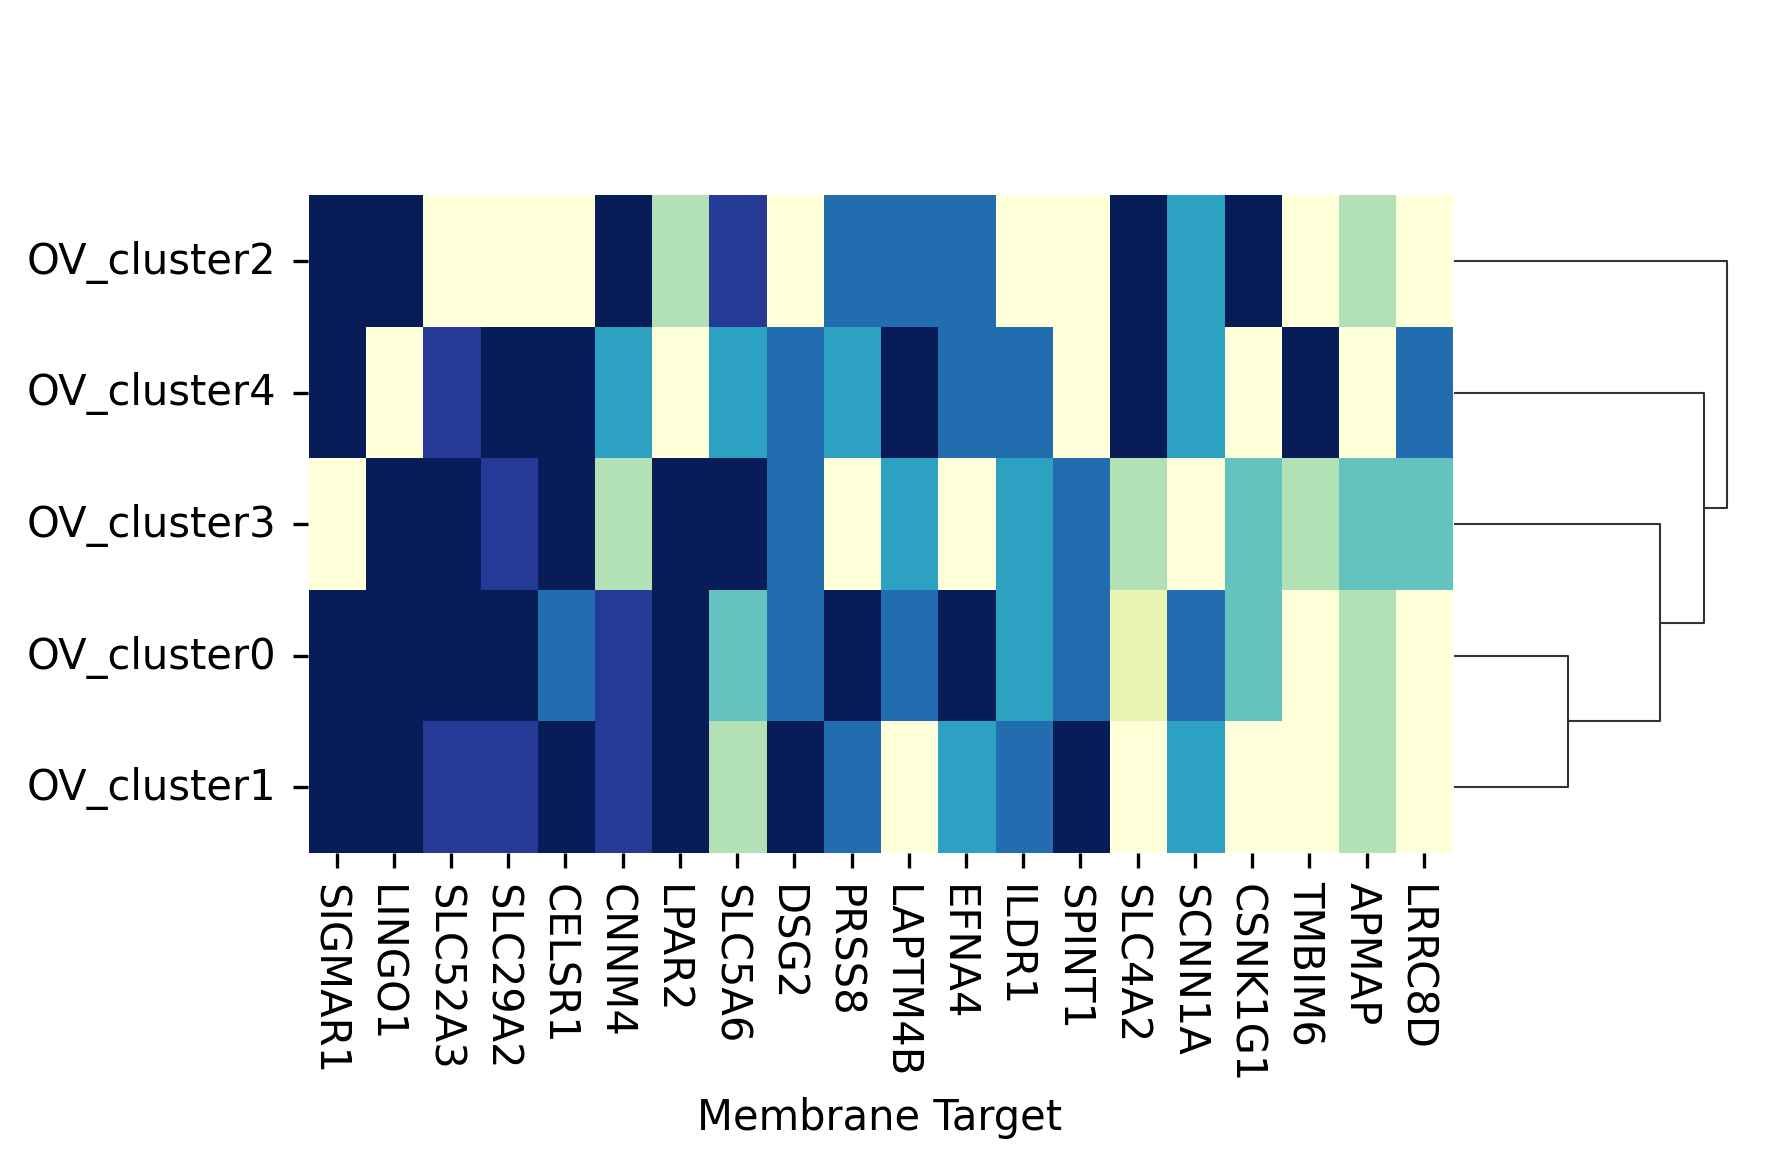 OV_cluster2
OV_cluster4
OV_cluster3
OV_cluster0
OV_cluster1
SIGMAR1
LINGO1
SLC52A3
SLC29A2
CELSR1
CNNM4
LPAR2
SLC5A6
DSG2
PRSS8
LAPTM4B
EFNA4
ILDR1
SPINT1
SLC4A2
SCNN1A
CSNK1G1
TMBIM6
APMAP
LRRC8D
Membrane Target